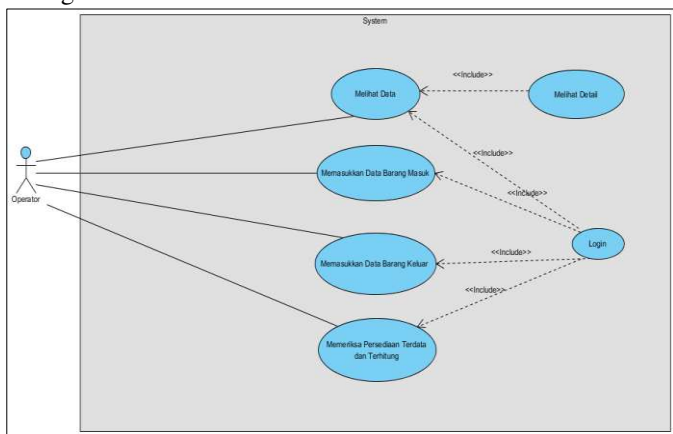 System
<<Include>>
Melihat Data
Melihat Detail
<<Include>>
Memasukkan Data Barang Masuk
<<Include>>
Operator
Login
<<Include>>
Memasukkan Data Barang Keluar
<<Include>>
Memeriksa Persediaan Terdata
dan Terhitung